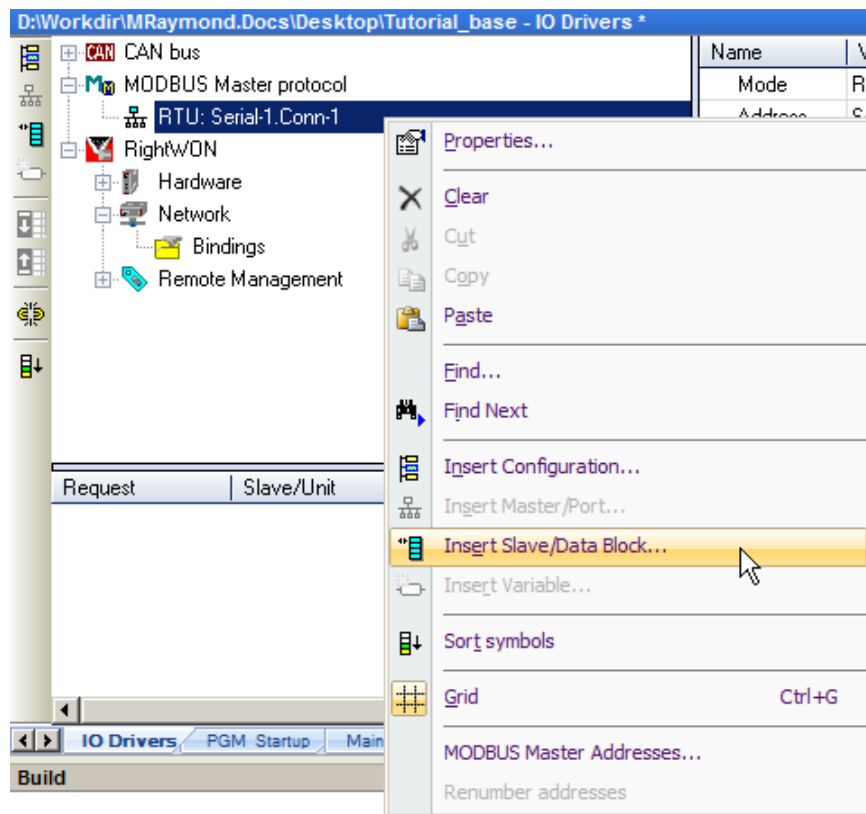 D:\Workdir\MRaymond.Docs\Desktop\Tutorial_base - IO Drivers *
CAN CAN bus
MODBUS Master protocol
RTU: Serial-1.Conn-1
RightWON
Hardware
Network
Bindings
Remote Management
Name
Mode
R
Address
Properties...
Clear
Cut
Copy
Paste
Find...
Find Next
Insert Configuration...
Insert Master/Port...
Insert Slave/Data Block...
Insert Variable...
Sort symbols
Grid Ctrl+G
MODBUS Master Addresses...
Renumber addresses
Request Slave/Unit
IO Drivers PGM_Startup Main
Build